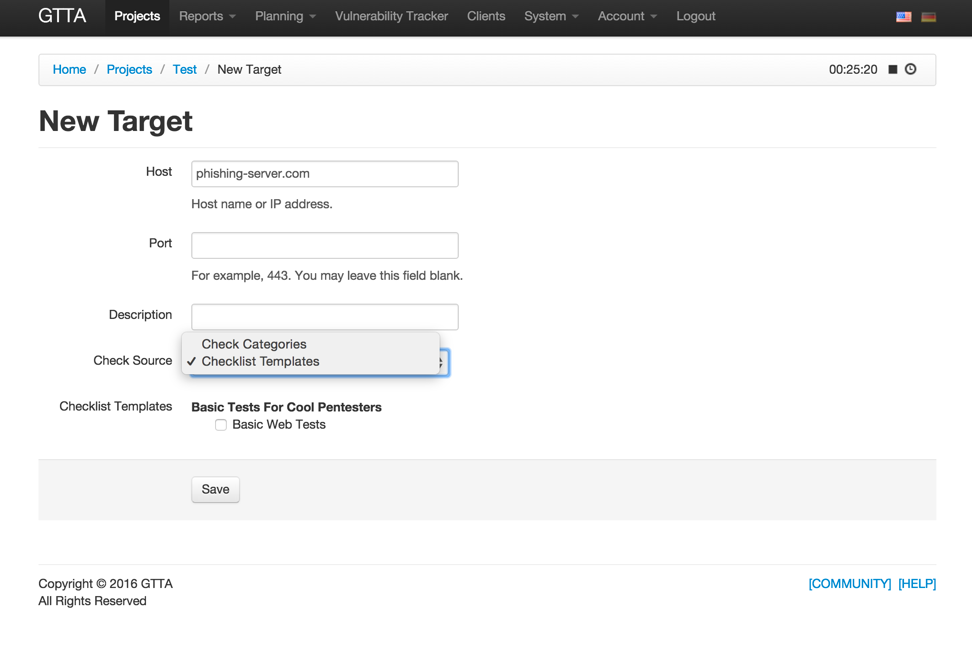 GTTA Projects Reports Planning Vulnerability Tracker Clients System Account Logout
Home / Projects / Test / New Target 00:25:20
New Target
Host phishing-server.com
Host name or IP address.
Port
For example, 443. You may leave this field blank.
Description
Check Categories
Check Source ✓ Checklist Templates
Checklist Templates Basic Tests For Cool Pentesters
Basic Web Tests
Save
Copyright © 2016 GTTA [COMMUNITY] [HELP]
All Rights Reserved